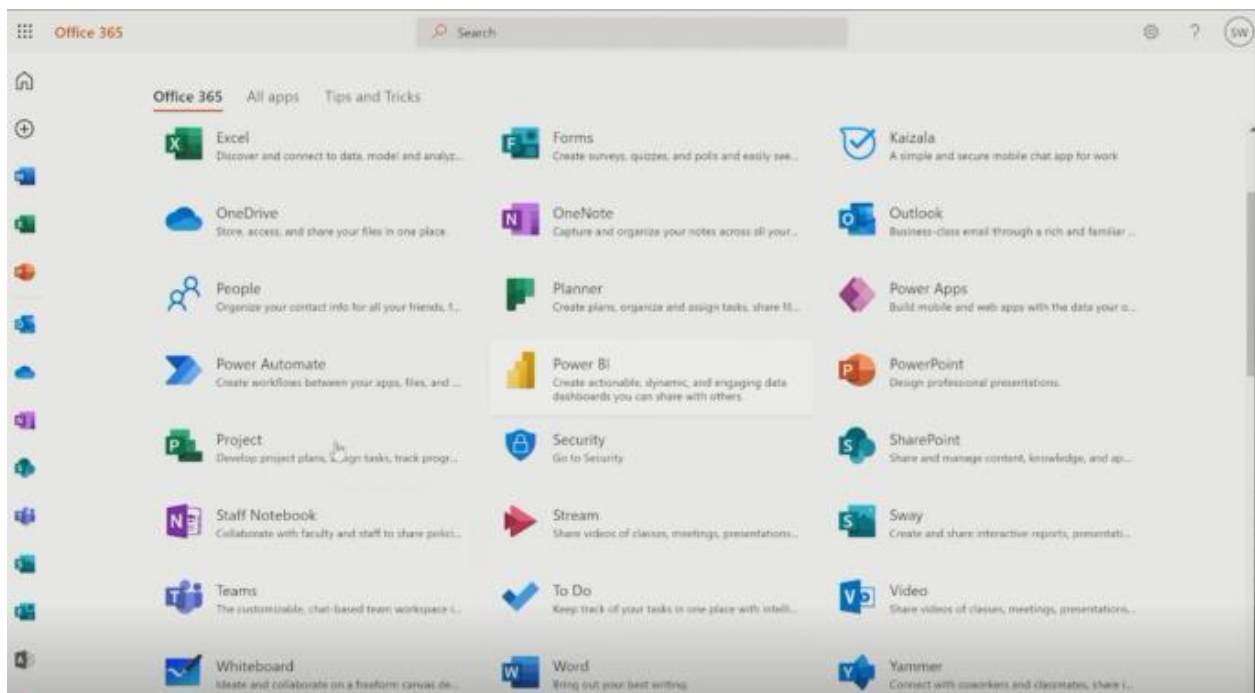 Office 365
Search
?
SW
Office 365 All apps Tips and Tricks
Excel
Discover and connect to data, model and analyz...
Forms
Create surveys, quizzes, and polls and easily see...
Kaizala
A simple and secure mobile chat app for work
OneDrive
Store, access, and share your files in one place.
OneNote
Capture and organize your notes across all your...
Outlook
Business-class email through a rich and familiar ...
People
Organize your contact info for all your friends, f...
Planner
Create plans, organize and assign tasks, share fil...
Power Apps
Build mobile and web apps with the data your o...
Power Automate
Create workflows between your apps, files, and ...
Power BI
Create actionable, dynamic, and engaging data
dashboards you can share with others.
PowerPoint
Design professional presentations.
Project
Develop project plans, assign tasks, track progr...
Security
Go to Security
SharePoint
Share and manage content, knowledge, and ap...
Staff Notebook
Collaborate with faculty and staff to share polici...
Stream
Share videos of classes, meetings, presentations...
Sway
Create and share interactive reports, presentati...
Teams
The customizable, chat-based team workspace i...
To Do
Keep track of your tasks in one place with intelli...
Video
Share videos of classes, meetings, presentations...
Whiteboard
Ideate and collaborate on a freeform canvas de...
Word
Bring out your best writing.
Yammer
Connect with coworkers and classmates, share i...